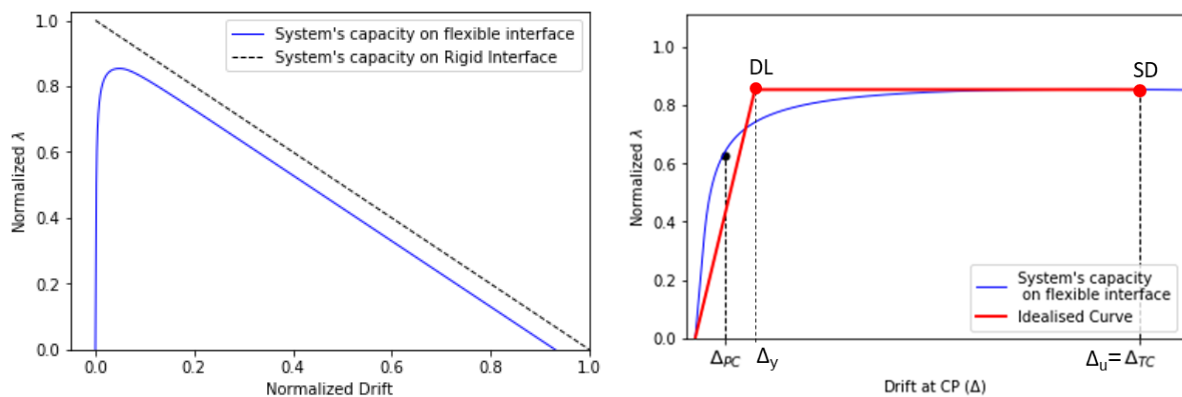 1.0
0.8
0.6
0.4
0.2
0.0
Normalized λ
0.0 0.2 0.4 0.6 0.8 1.0
Normalized Drift
System's capacity on flexible interface
System's capacity on Rigid Interface
1.0
0.8
0.6
0.4
0.2
0.0
Normalized λ
DL
SD
System's capacity
on flexible interface
Idealised Curve
Δ_PC Δ_y Δ_u= Δ_TC
Drift at CP (Δ)